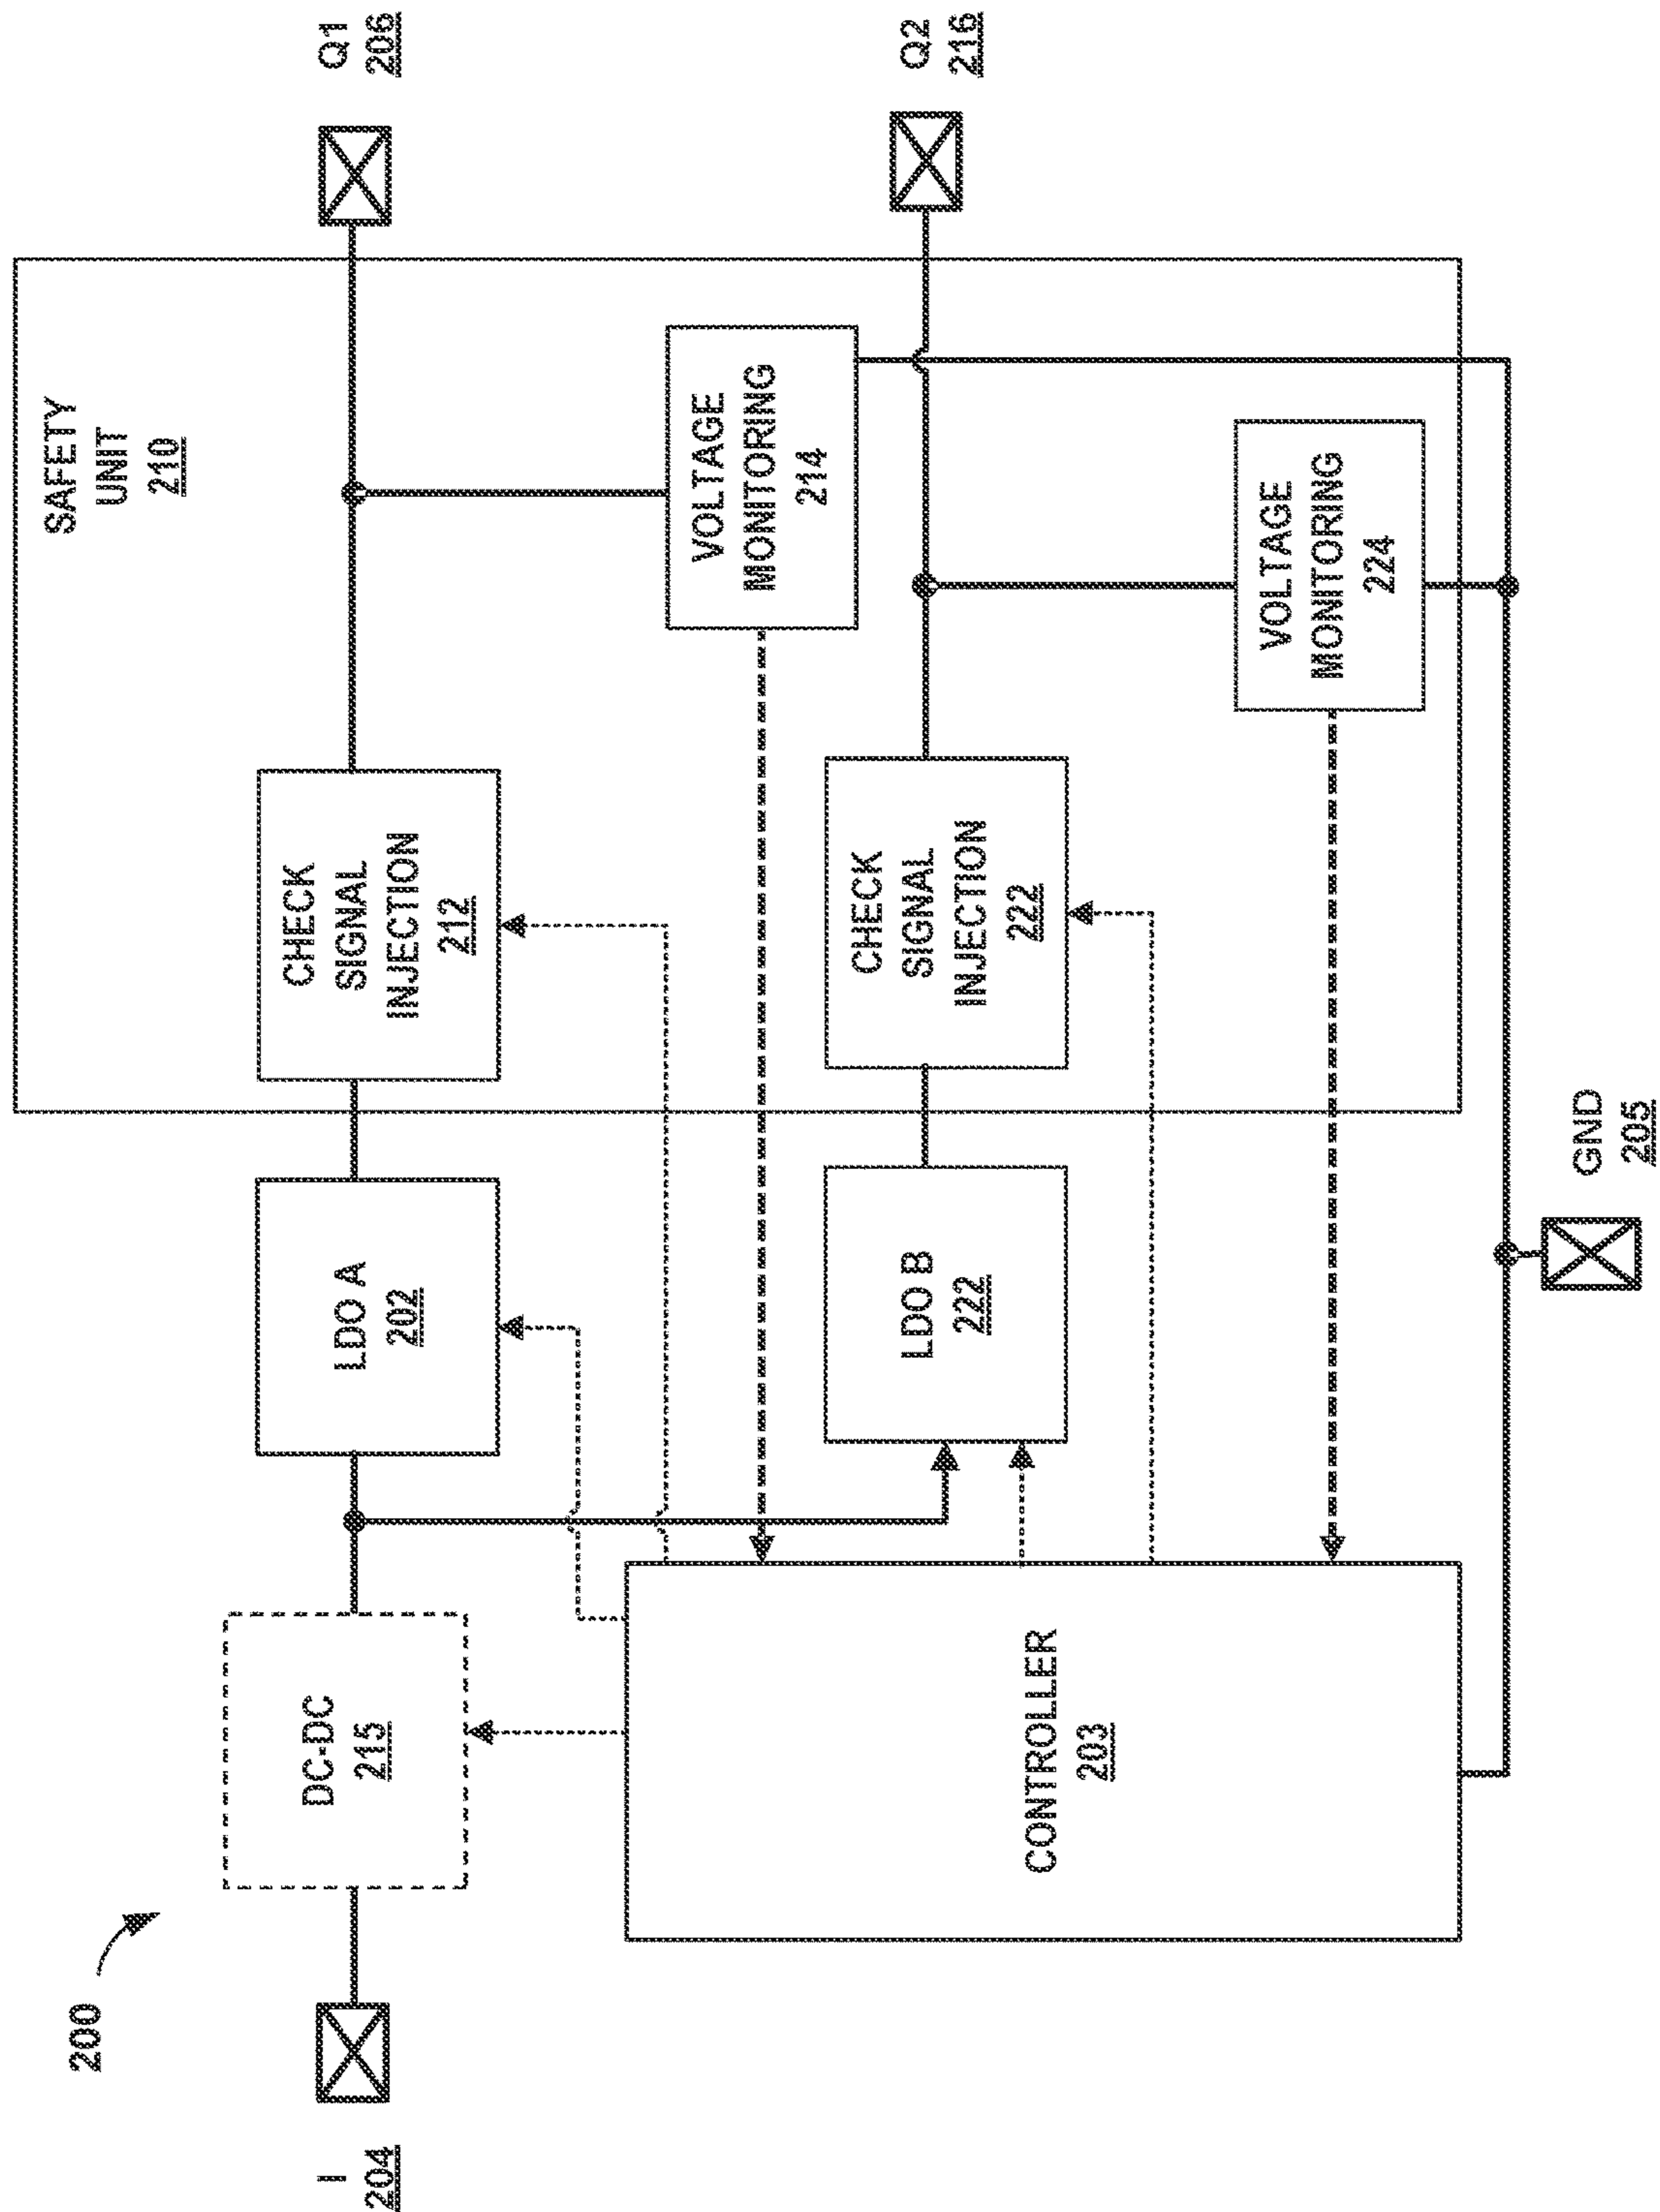 200
I
204
DC-DC
215
CONTROLLER
203
LDO A
202
LDO B
222
GND
205
SAFETY
UNIT
210
CHECK
SIGNAL
INJECTION
212
CHECK
SIGNAL
INJECTION
222
VOLTAGE
MONITORING
214
VOLTAGE
MONITORING
224
Q1
206
Q2
216